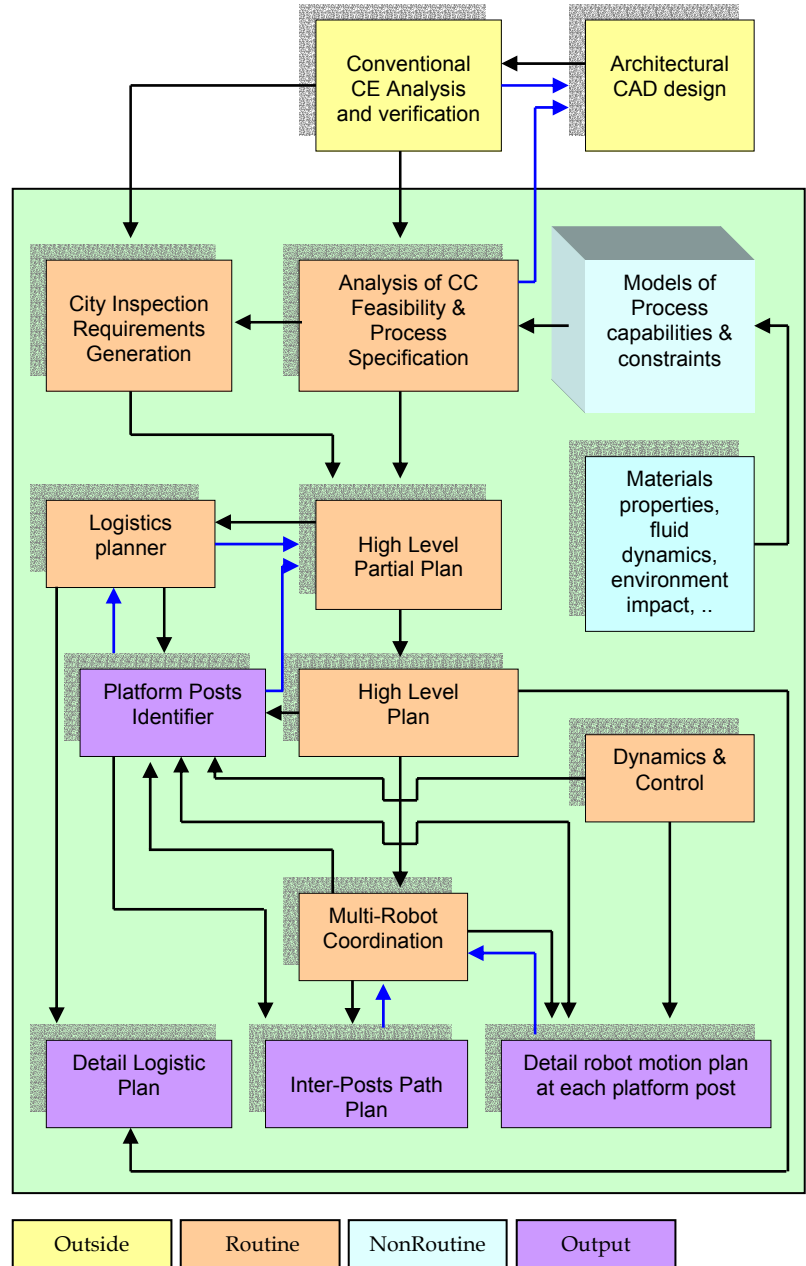 Conventional
CE Analysis
and verification
Architectural
CAD design
City Inspection
Requirements
Generation
Analysis of CC
Feasibility &
Process
Specification
Models of
Process
capabilities &
constraints
Materials
properties,
fluid
dynamics,
environment
impact, ..
Logistics
planner
High Level
Partial Plan
Platform Posts
Identifier
High Level
Plan
Dynamics &
Control
Multi-Robot
Coordination
Detail Logistic
Plan
Inter-Posts Path
Plan
Detail robot motion plan
at each platform post
Outside
Routine
NonRoutine
Output